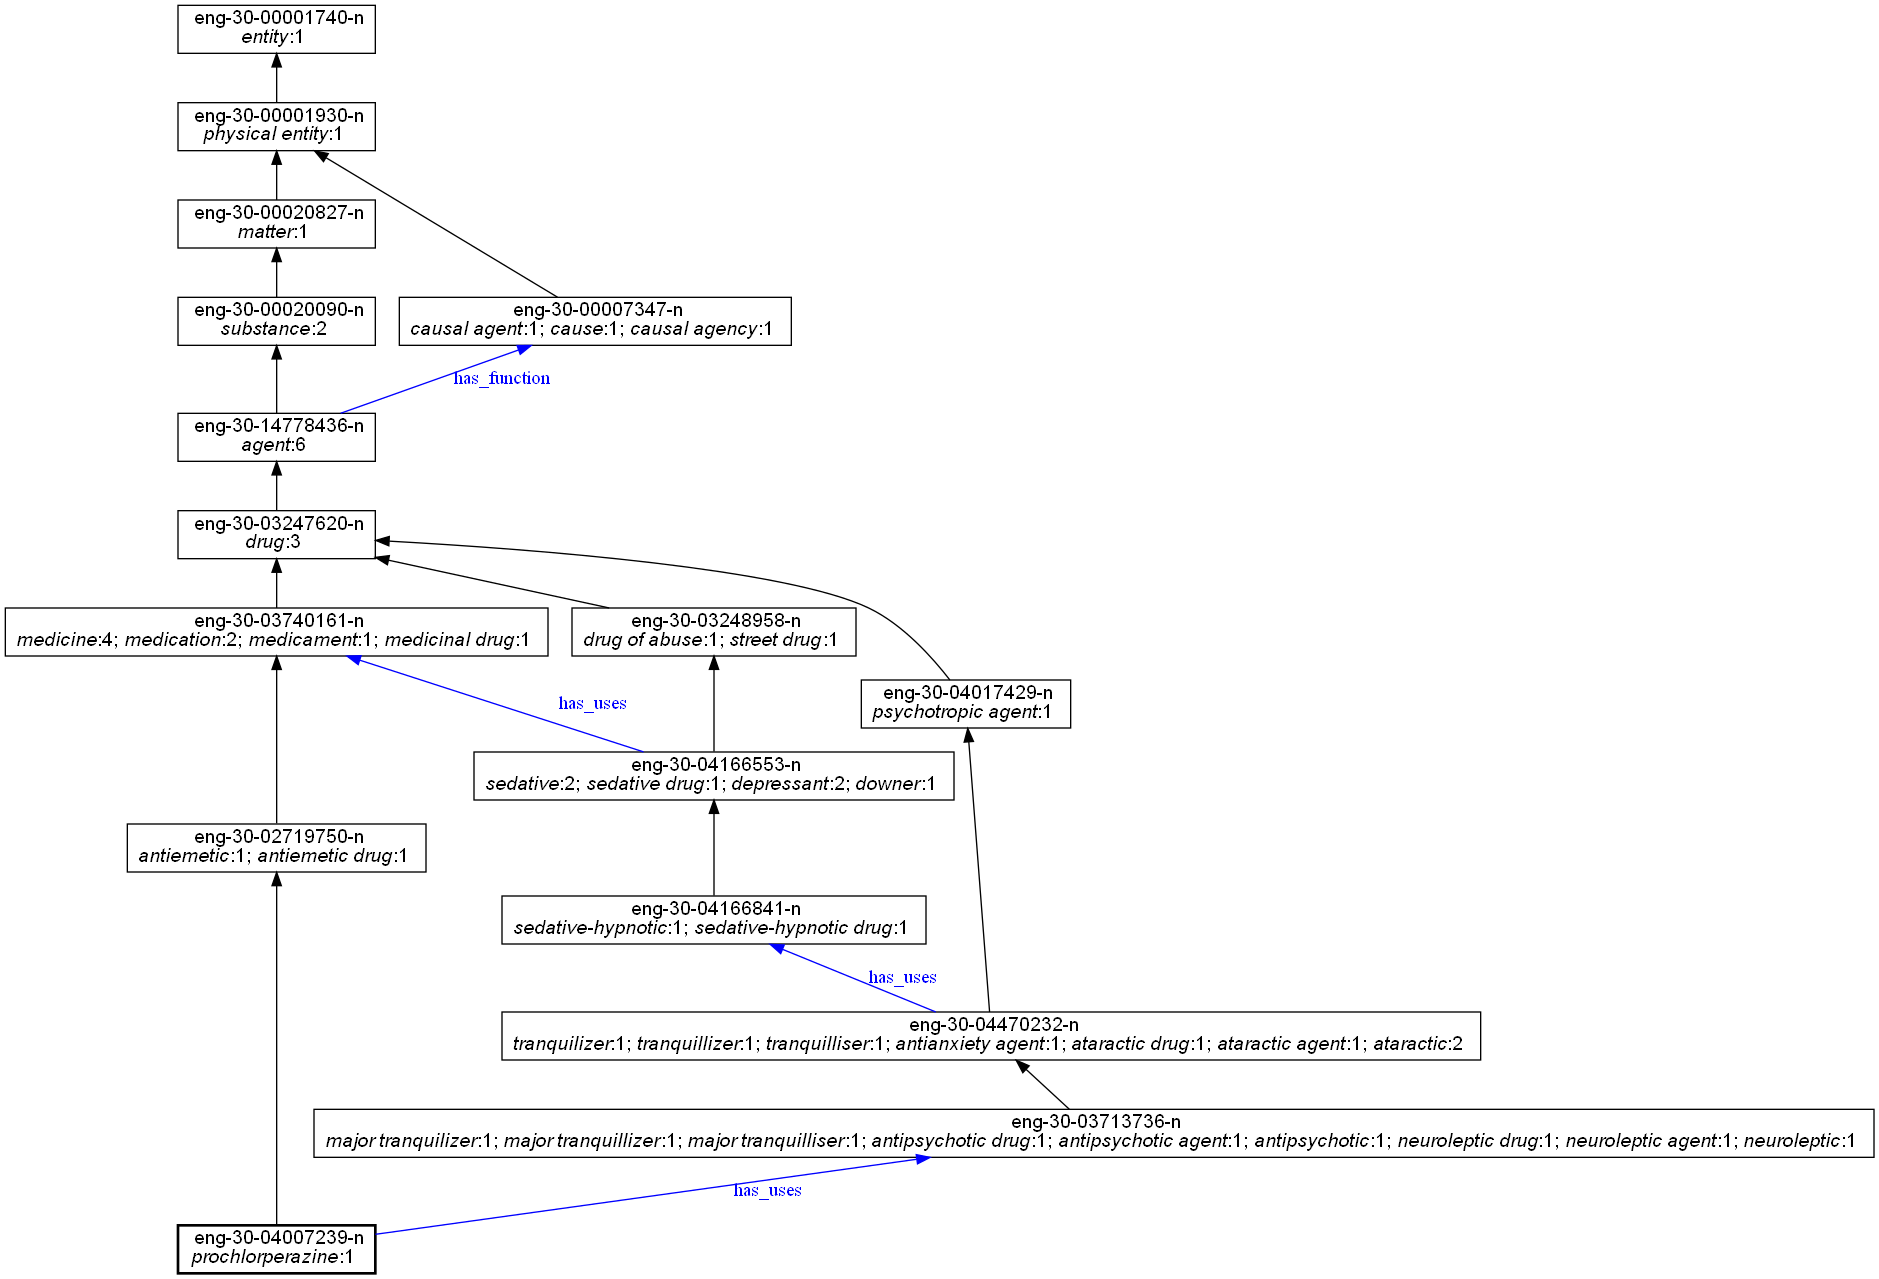 eng-30-00001740-n
entity:1
eng-30-00001930-n
physical entity:1
eng-30-00020827-n
matter:1
eng-30-00020090-n
substance:2
eng-30-00007347-n
causal agent:1; cause:1; causal agency:1
has_function
eng-30-14778436-n
agent:6
eng-30-03247620-n
drug:3
eng-30-03740161-n
medicine:4; medication:2; medicament:1; medicinal drug:1
eng-30-03248958-n
drug of abuse:1; street drug:1
eng-30-04017429-n
psychotropic agent:1
has_uses
eng-30-04166553-n
sedative:2; sedative drug:1; depressant:2; downer:1
eng-30-02719750-n
antiemetic:1; antiemetic drug:1
eng-30-04166841-n
sedative-hypnotic:1; sedative-hypnotic drug:1
has_uses
eng-30-04470232-n
tranquilizer:1; tranquillizer:1; tranquilliser:1; antianxiety agent:1; ataractic drug:1; ataractic agent:1; ataractic:2
eng-30-03713736-n
major tranquilizer:1; major tranquillizer:1; major tranquilliser:1; antipsychotic drug:1; antipsychotic agent:1; antipsychotic:1; neuroleptic drug:1; neuroleptic agent:1; neuroleptic:1
has_uses
eng-30-04007239-n
prochlorperazine:1